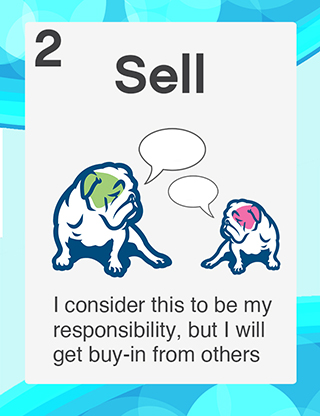 2
Sell
I consider this to be my
responsibility, but I will
get buy-in from others